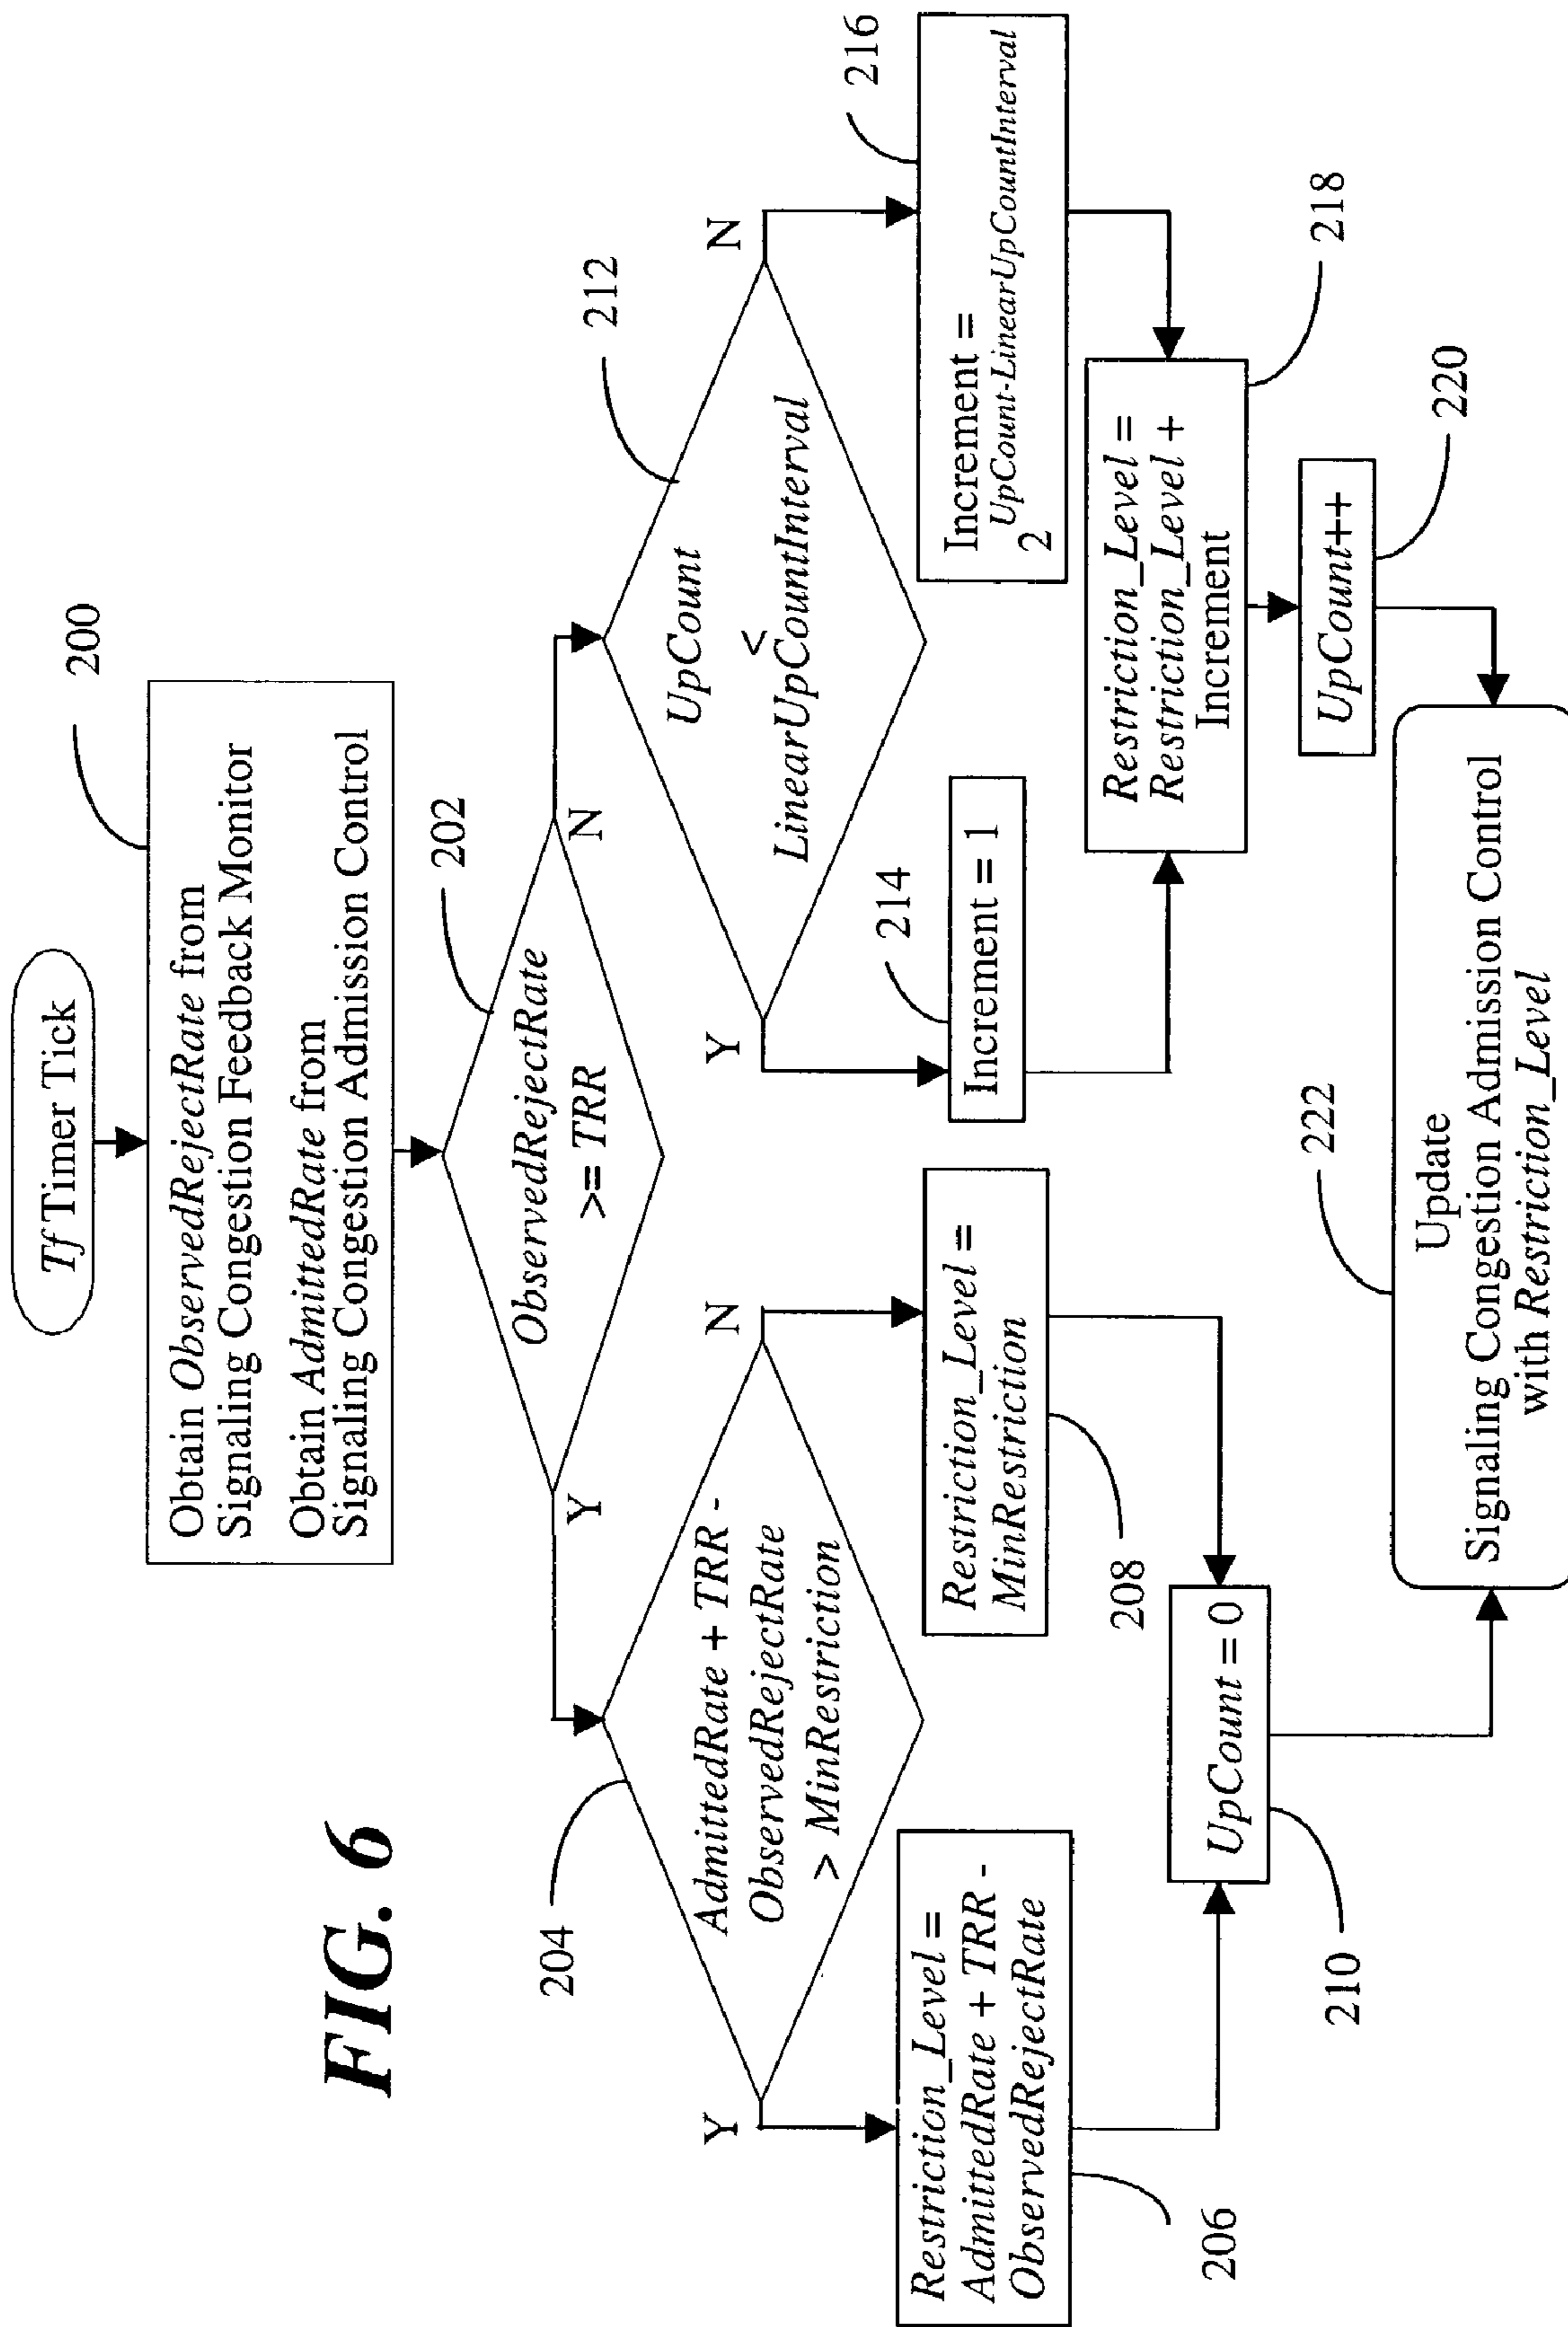 FIG. 6
Tf Timer Tick
200
Obtain ObservedRejectRate from
Signaling Congestion Feedback Monitor
Obtain AdmittedRate from
Signaling Congestion Admission Control
202
ObservedRejectRate
>= TRR
Y
N
204
AdmittedRate + TRR -
ObservedRejectRate
> MinRestriction
Y
N
206
Restriction_Level =
AdmittedRate + TRR -
ObservedRejectRate
208
Restriction_Level =
MinRestriction
210
UpCount = 0
212
UpCount
<
LinearUpCountInterval
Y
N
214
Increment = 1
216
Increment =
UpCount-LinearUpCountInterval
2
218
Restriction_Level =
Restriction_Level +
Increment
220
UpCount++
222
Update
Signaling Congestion Admission Control
with Restriction_Level